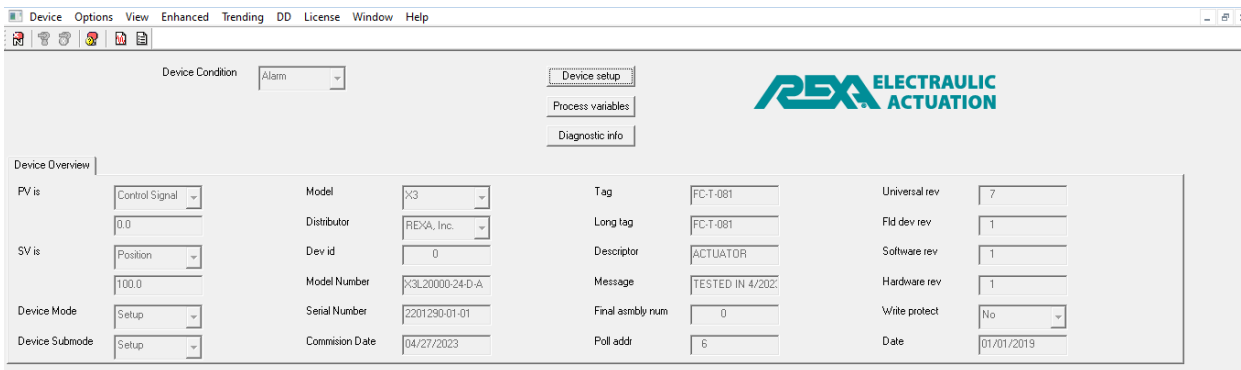 Device Options View Enhanced Trending DD License Window Help
Device Condition Alarm Device setup
REXA ELECTRAULIC ACTUATION
Process variables
Diagnostic info
Device Overview
PV is Control Signal Model X3 Tag FC-T-081 Universal rev 7
0.0 Distributor REXA, Inc. Long tag FC-T-081 Fld dev rev 1
SV is Position Dev id 0 Descriptor ACTUATOR Software rev 1
100.0 Model Number X3L20000-24-D-A Message TESTED IN 4/202 Hardware rev 1
Device Mode Setup Serial Number 2201290-01-01 Final asmbly num 0 Write protect No
Device Submode Setup Commision Date 04/27/2023 Poll addr 6 Date 01/01/2019